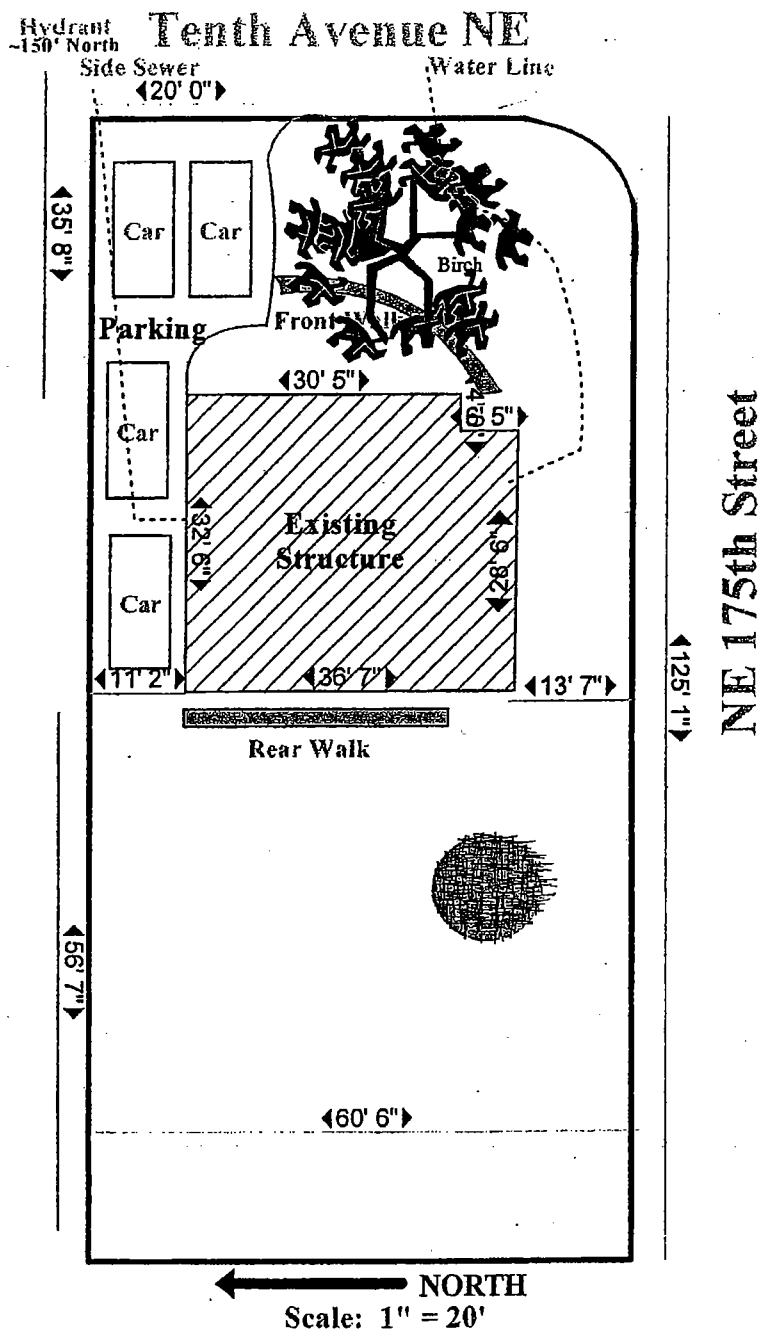 Hydrant
~150' North
Tenth Avenue NE
Side Sewer
Water Line
20' 0"
35' 8"
Car
Car
Birch
Parking
Front Walk
30' 5"
6' 5"
Car
NE 175th Street
Existing
Structure
32' 6"
28' 6"
Car
11' 2"
36' 7"
13' 7"
125' 1"
Rear Walk
56' 7"
60' 6"
NORTH
Scale: 1" = 20'